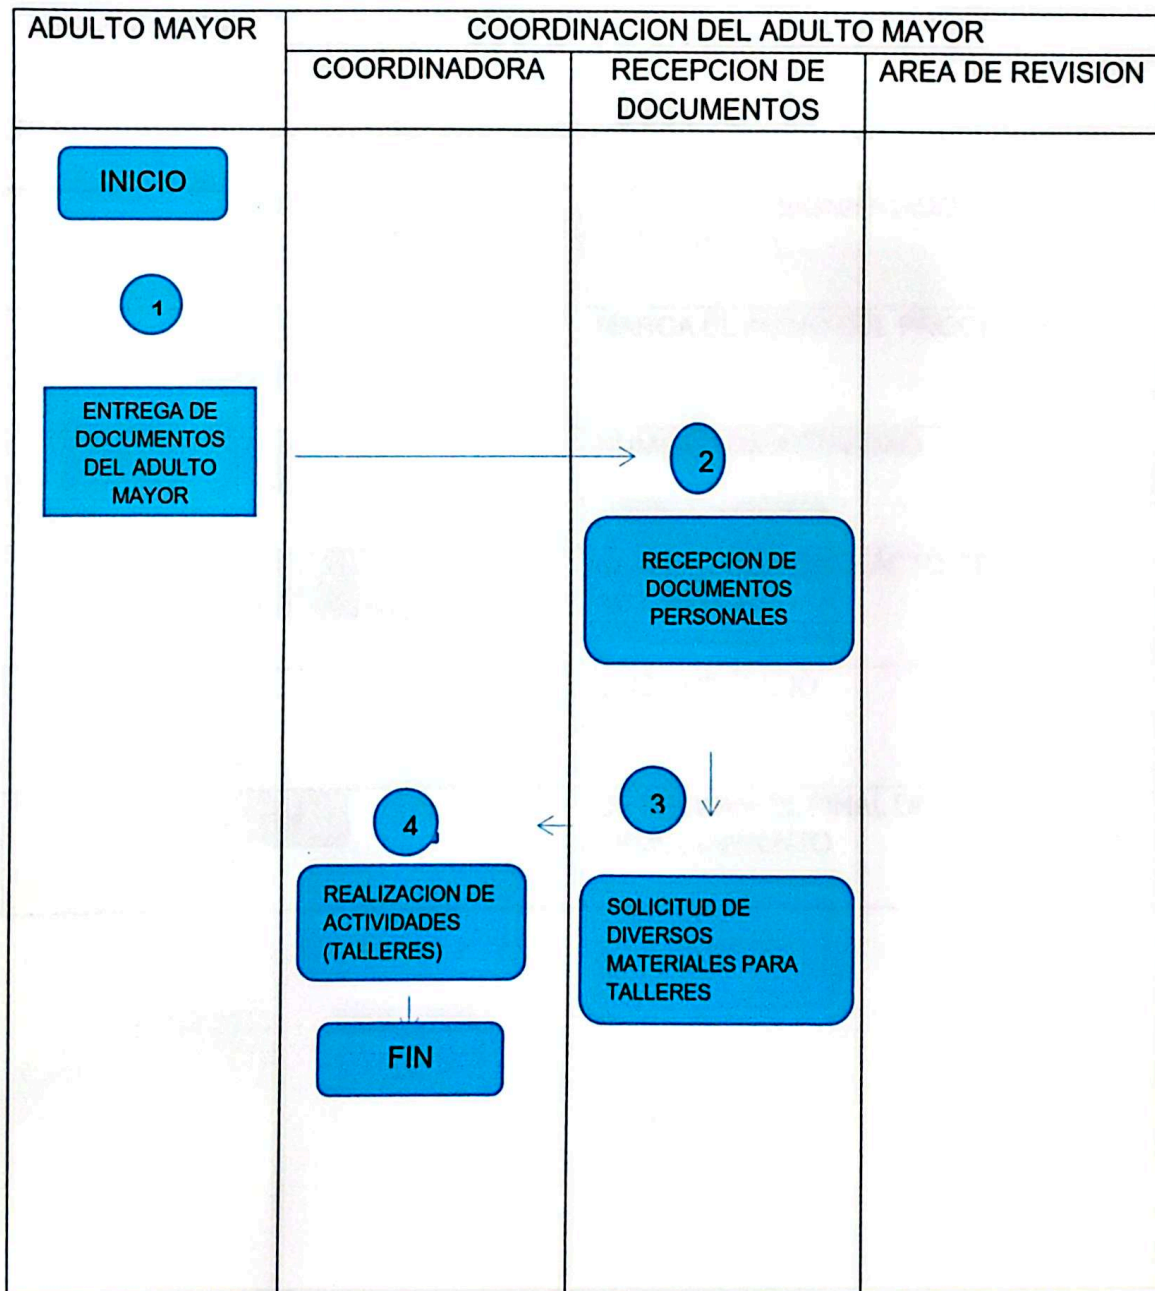 ADULTO MAYOR
COORDINACION DEL ADULTO MAYOR
COORDINADORA
RECEPCION DE
DOCUMENTOS
AREA DE REVISION
INICIO
1
ENTREGA DE
DOCUMENTOS
DEL ADULTO
MAYOR
2
RECEPCION DE
DOCUMENTOS
PERSONALES
3
SOLICITUD DE
DIVERSOS
MATERIALES PARA
TALLERES
4
REALIZACION DE
ACTIVIDADES
(TALLERES)
FIN